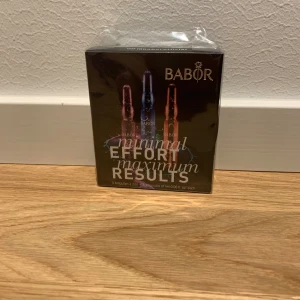 BABOR
minimal
EFFORT
maximum
RESULTS